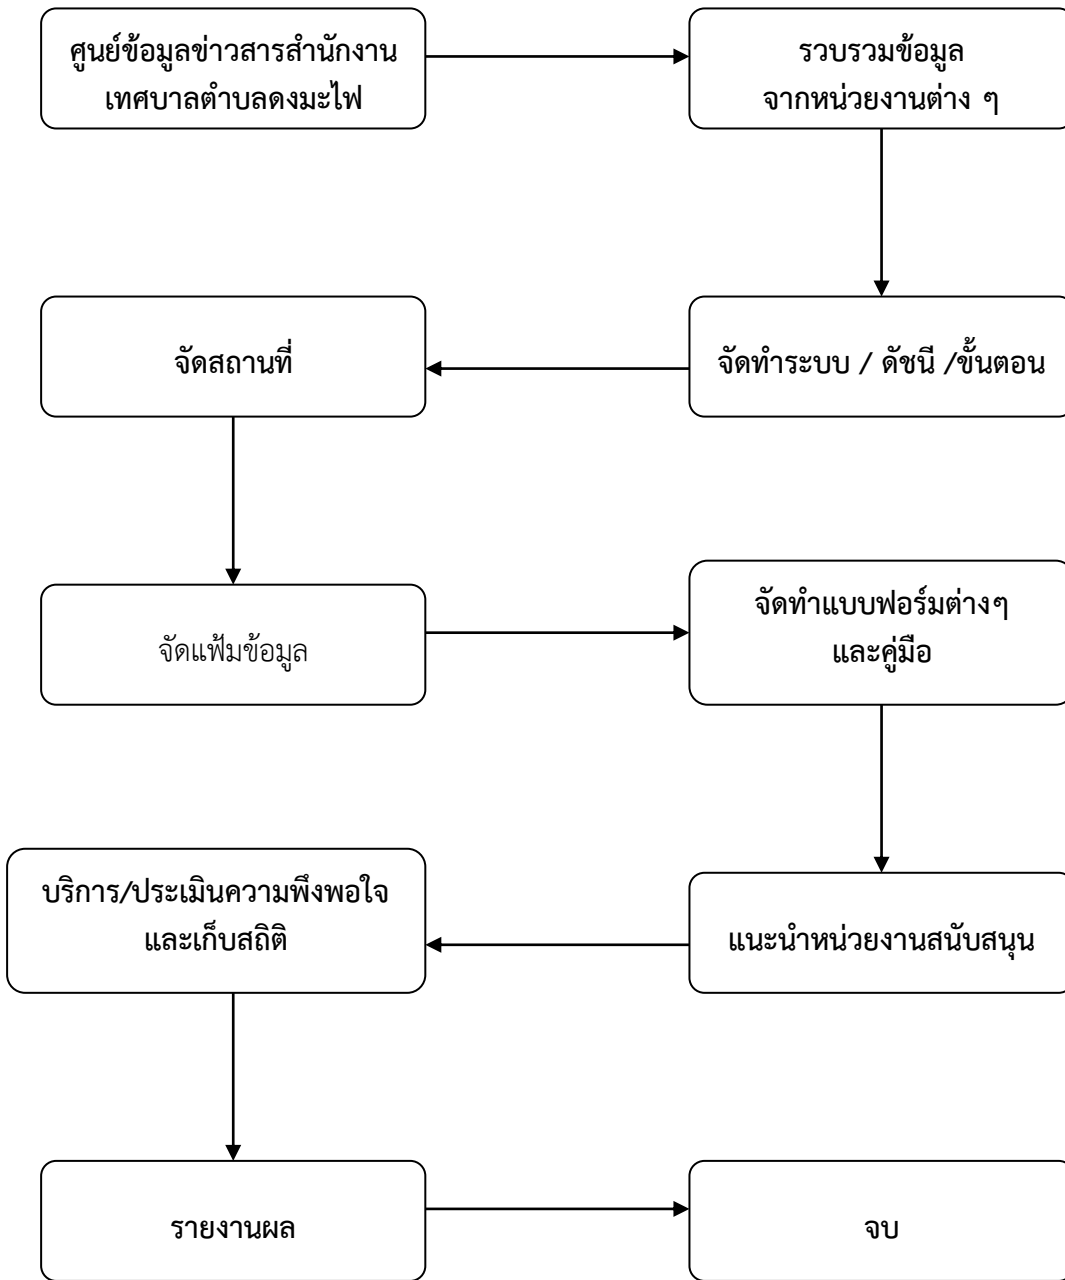 ศูนย์ข้อมูลข่าวสารสำนักงาน
เทศบาลตำบลดงมะไฟ
รวบรวมข้อมูล
จากหน่วยงานต่าง ๆ
จัดทำระบบ / ดัชนี /ขั้นตอน
จัดสถานที่
จัดแฟ้มข้อมูล
จัดทำแบบฟอร์มต่างๆ
และคู่มือ
แนะนำหน่วยงานสนับสนุน
บริการ/ประเมินความพึงพอใจ
และเก็บสถิติ
รายงานผล
จบ